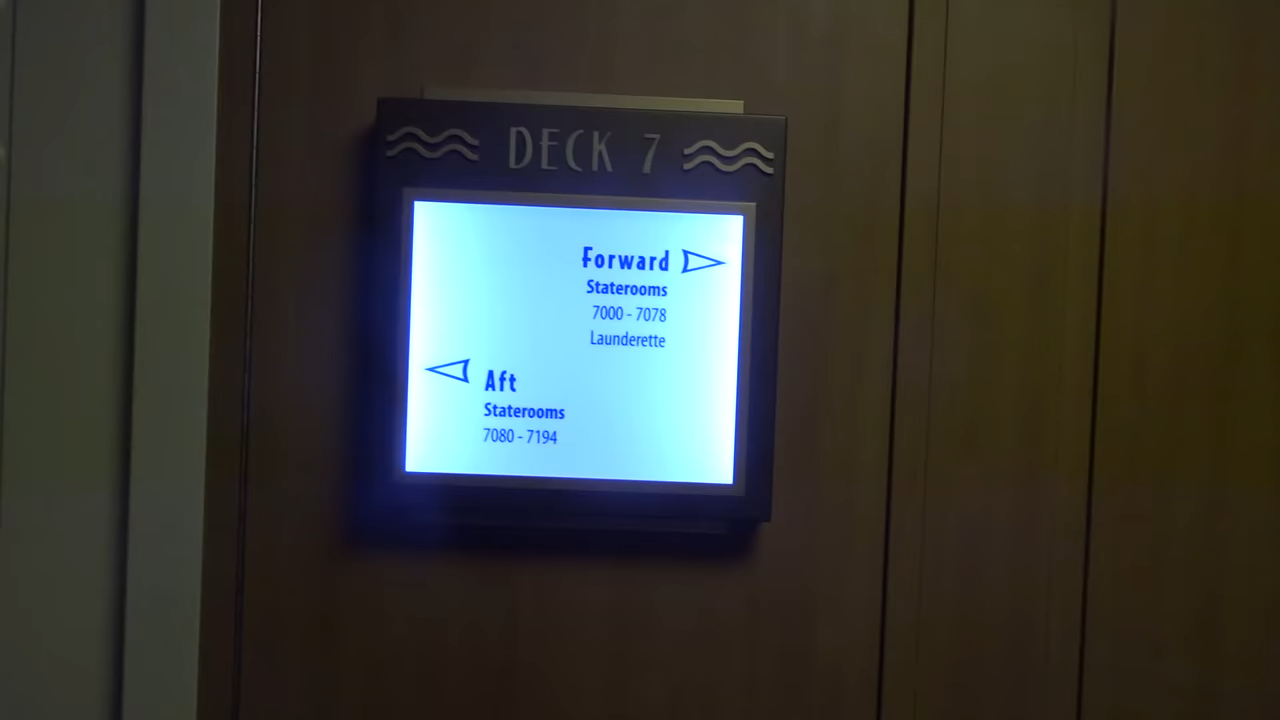 DECK 7
Forward
Staterooms
7000 - 7078
Launderette
Aft
Staterooms
7080 - 7194